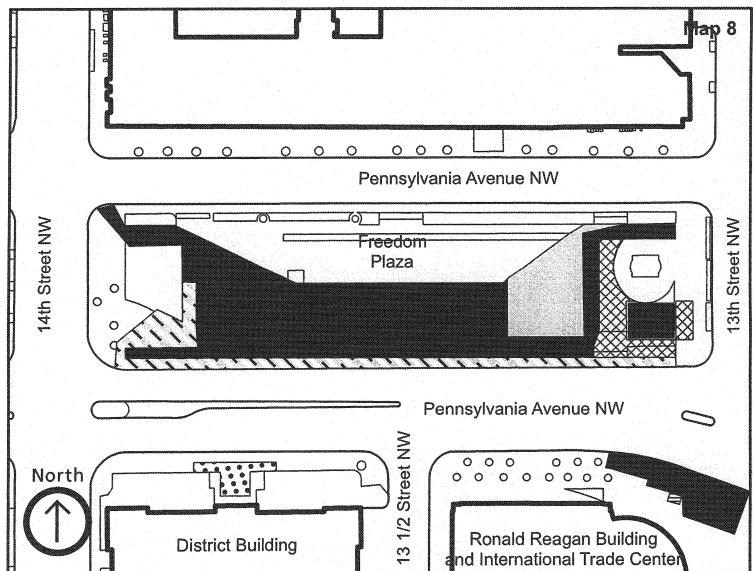 Map 8
Pennsylvania Avenue NW
14th Street NW
Freedom
Plaza
13th Street NW
Pennsylvania Avenue NW
North
13 1/2 Street NW
District Building
Ronald Reagan Building
and International Trade Center